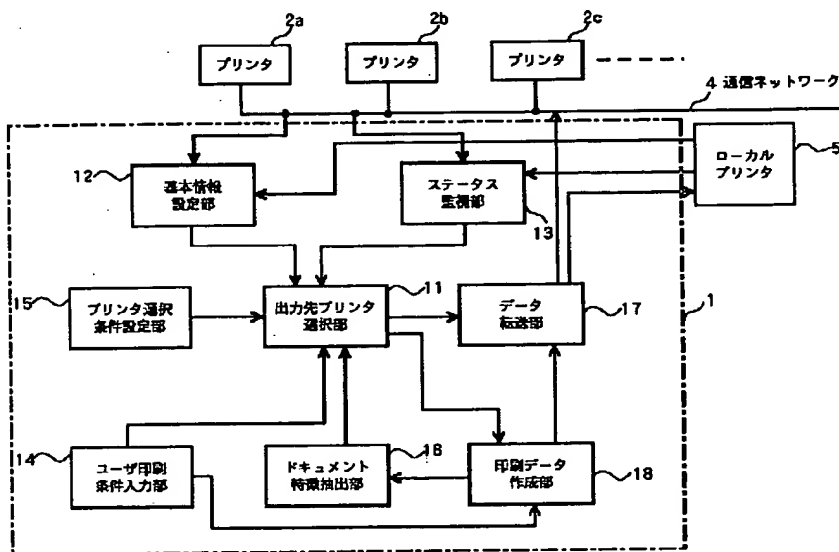 2a
2b
2c
プリンタ
プリンタ
プリンタ
4 通信ネットワーク
12
基本情報
設定部
ステータス
監視部
13
ローカル
プリンタ
5
15
プリンタ選択
条件設定部
11
出力先プリンタ
選択部
データ
転送部
17
1
14
ユーザ印刷
条件入力部
18
ドキュメント
特徴抽出部
印刷データ
作成部
18